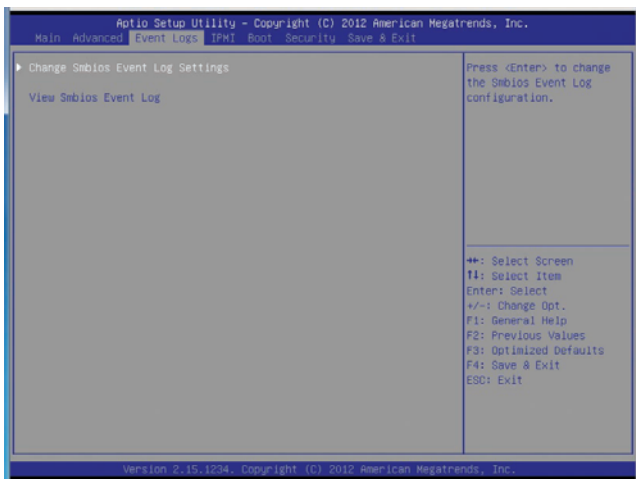 Aptio Setup Utility – Copyright (C) 2012 American Megatrends, Inc.
Main Advanced Event Logs IPMI Boot Security Save & Exit
Change Smbios Event Log Settings
View Smbios Event Log
Press <Enter> to change
the Smbios Event Log
configuration.
→←: Select Screen
↑↓: Select Item
Enter: Select
+/-: Change Opt.
F1: General Help
F2: Previous Values
F3: Optimized Defaults
F4: Save & Exit
ESC: Exit
Version 2.15.1234. Copyright (C) 2012 American Megatrends, Inc.